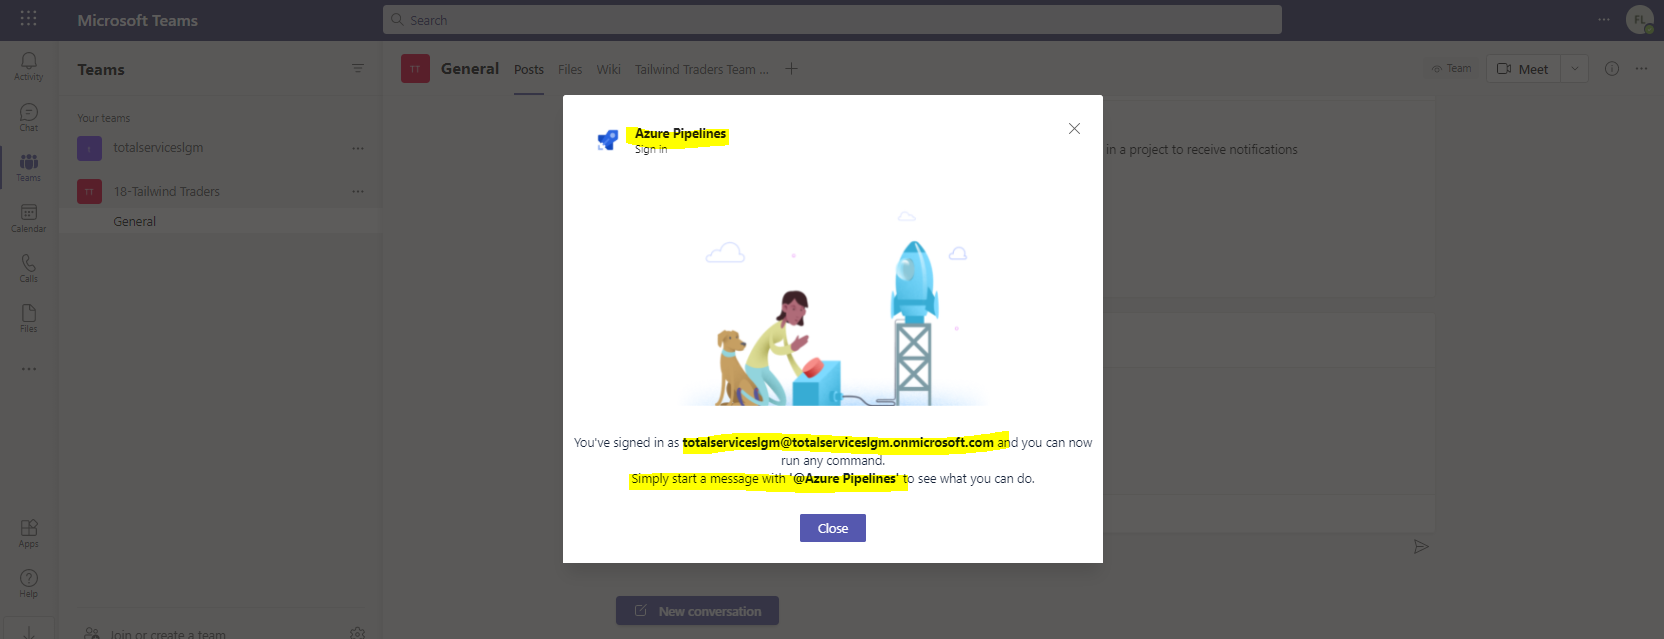 Microsoft Teams
Search
FL
Activity
Chat
Teams
Calendar
Calls
Files
Apps
Help
Teams
Your teams
t
totalserviceslgm
TT
18-Tailwind Traders
General
Join or create a team
TT
General
Posts
Files
Wiki
Tailwind Traders Team ...
Team
Meet
in a project to receive notifications
Azure Pipelines
Sign in
You've signed in as totalserviceslgm@totalserviceslgm.onmicrosoft.com and you can now
run any command.
Simply start a message with '@Azure Pipelines' to see what you can do.
Close
New conversation